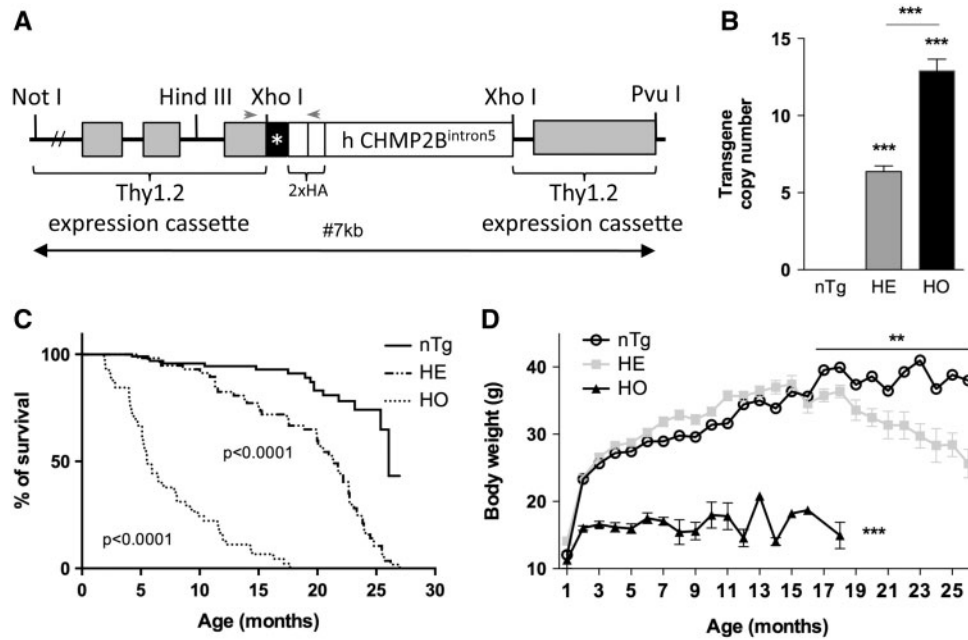 A
Not I
Hind III
Xho I
Xho I
Pvu I
//
*
h CHMP2B^intron5
Thy1.2
expression cassette
2xHA
Thy1.2
expression cassette
#7kb
B
***
***
***
15
10
5
0
Transgene
copy number
nTg
HE
HO
C
100
50
0
% of survival
nTg
HE
HO
p<0.0001
p<0.0001
0
5
10
15
20
25
30
Age (months)
D
nTg
HE
HO
**
***
40
30
20
10
Body weight (g)
1
3
5
7
9
11
13
15
17
19
21
23
25
Age (months)